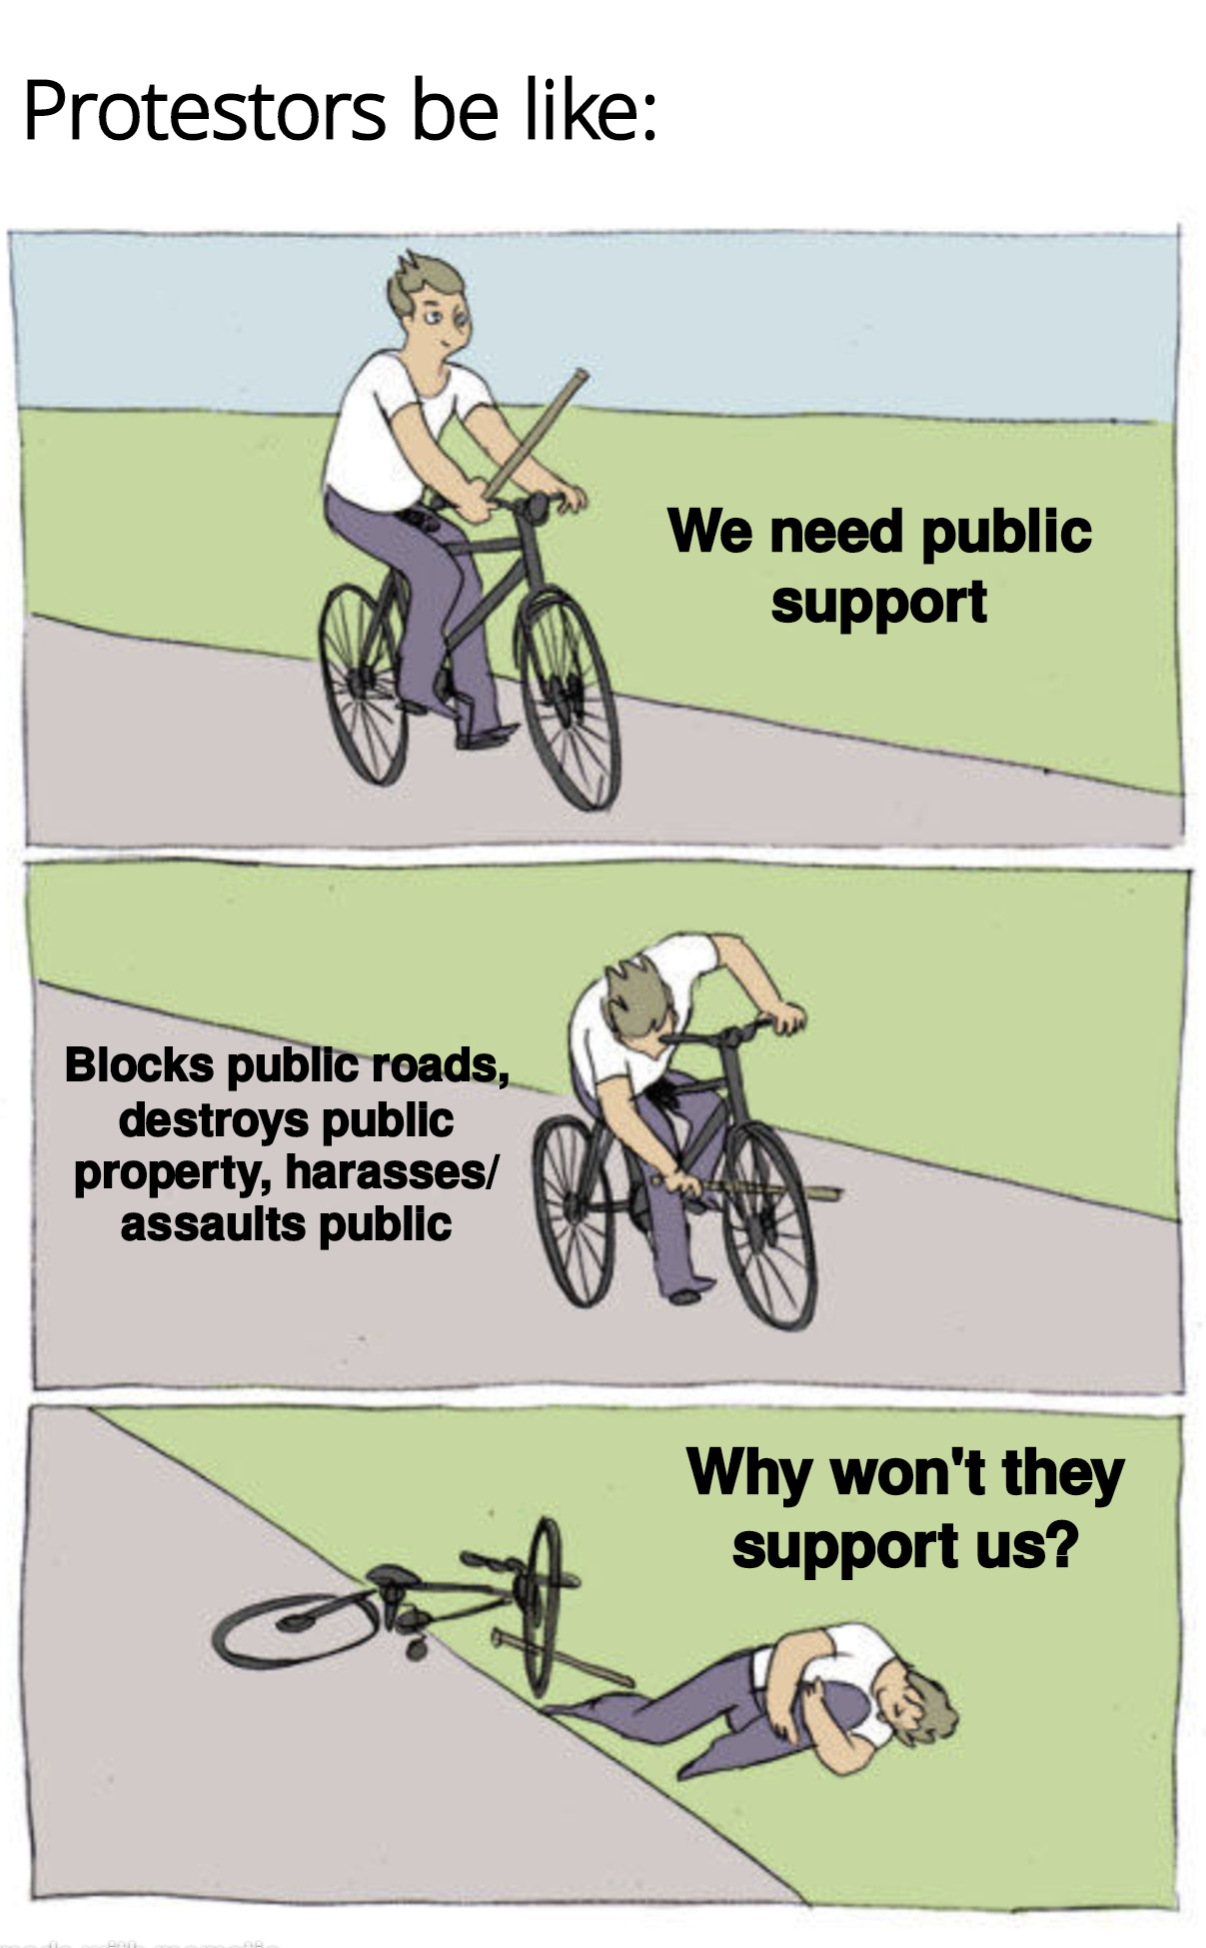 Protestors be like:
We need public
support
Blocks public roads,
destroys public
property, harasses/
assaults public
Why won't they
support us?